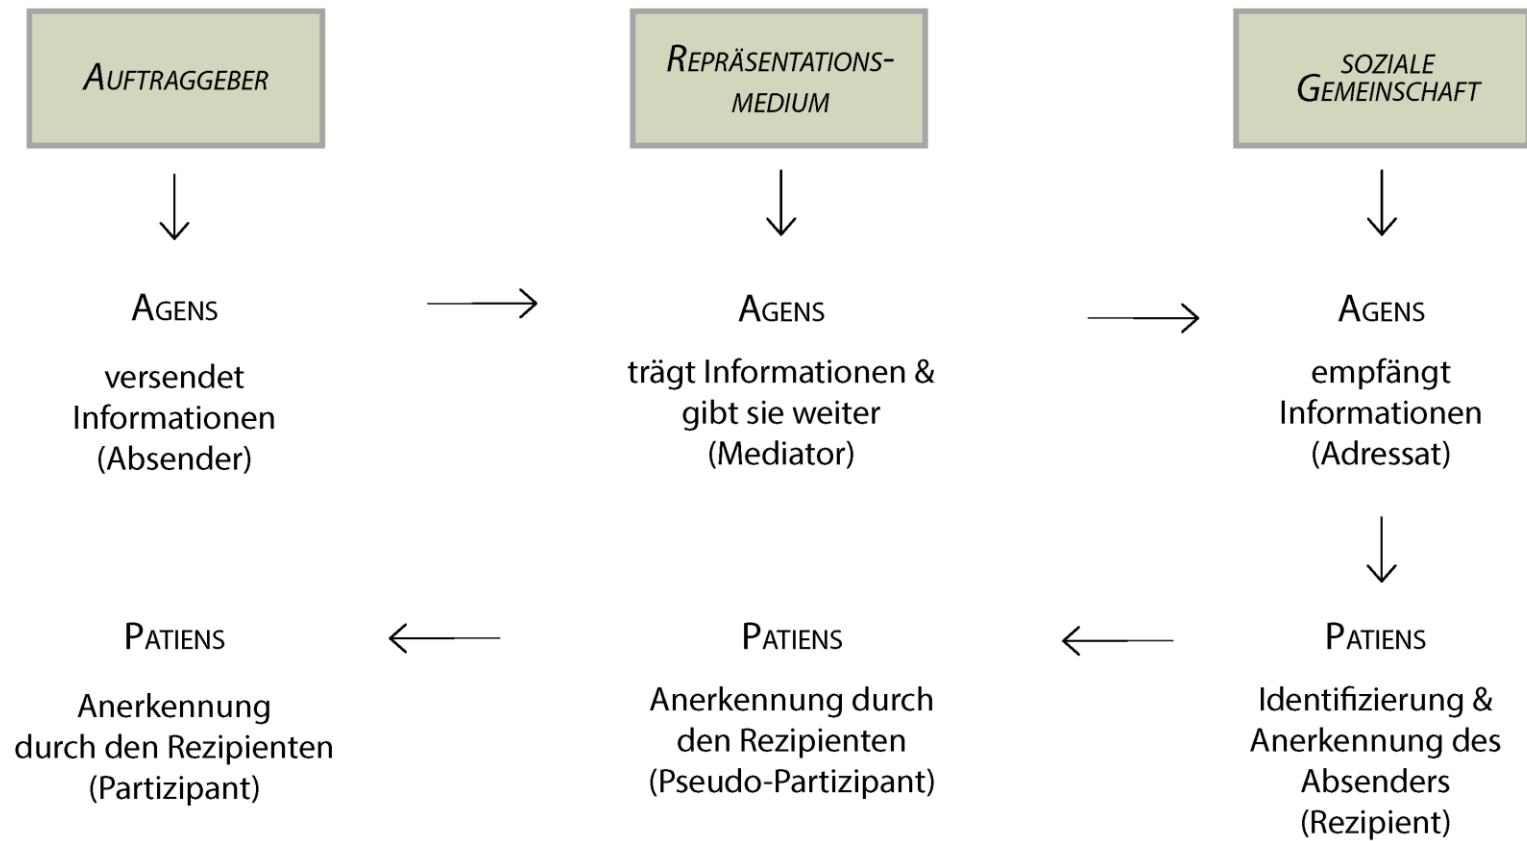 AUFTRAGGEBER
REPRÄSENTATIONS-
MEDIUM
SOZIALE
GEMEINSCHAFT
AGENS
versendet
Informationen
(Absender)
AGENS
trägt Informationen &
gibt sie weiter
(Mediator)
AGENS
empfängt
Informationen
(Adressat)
PATIENS
Anerkennung
durch den Rezipienten
(Partizipant)
PATIENS
Anerkennung durch
den Rezipienten
(Pseudo-Partizipant)
PATIENS
Identifizierung &
Anerkennung des
Absenders
(Rezipient)